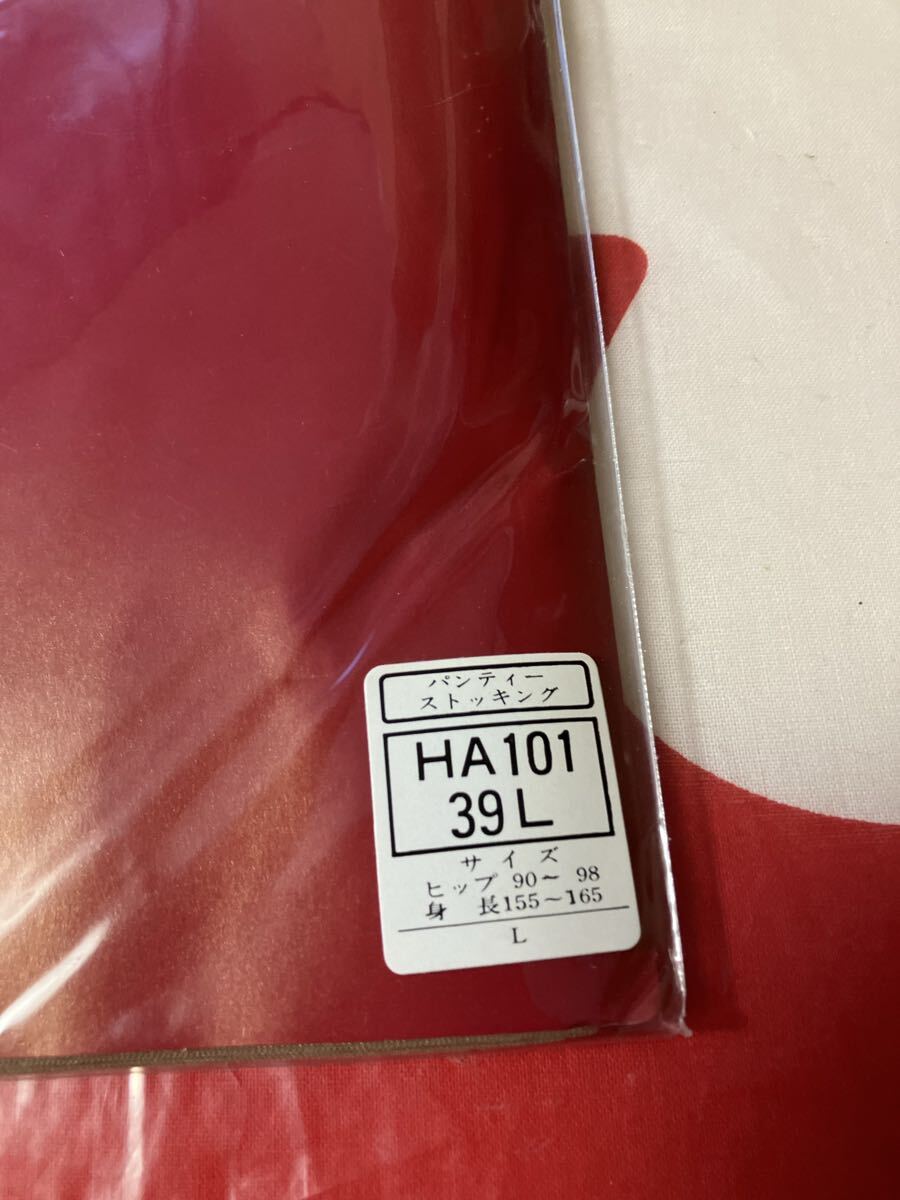 パンティー
ストッキング
HA101
39L
サイズ
ヒップ 90〜 98
身 長155〜165
L